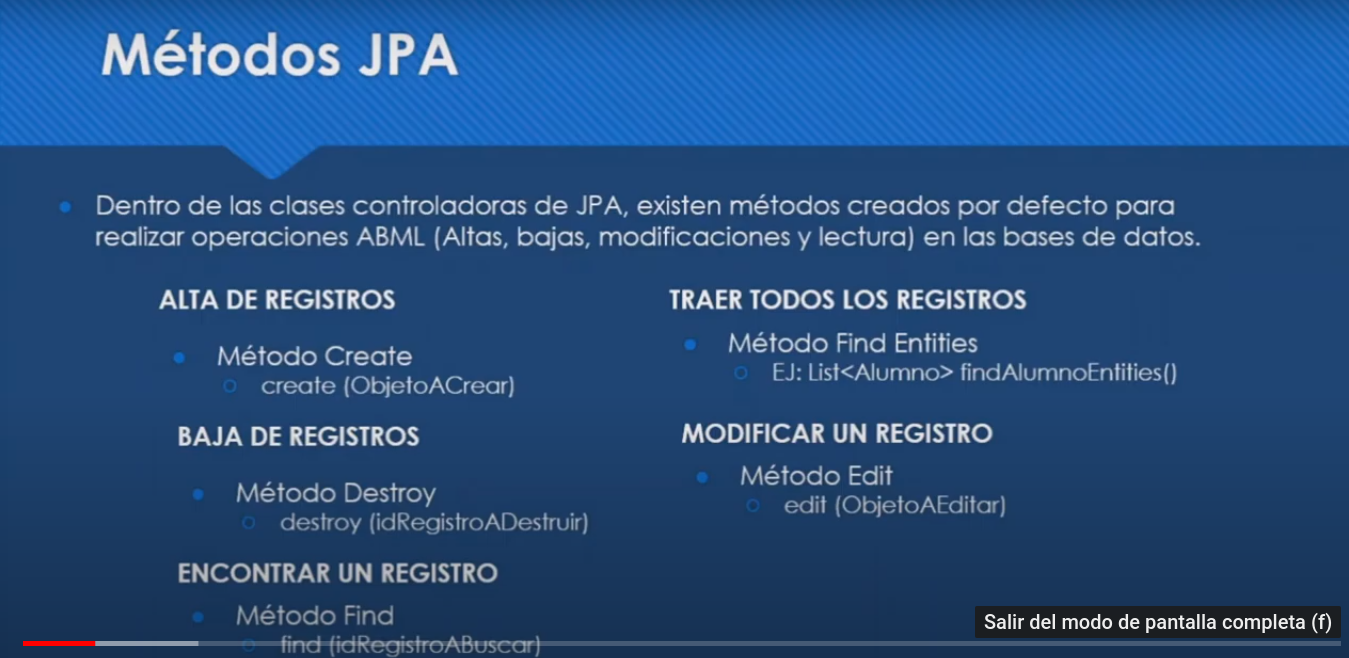 Métodos JPA
Dentro de las clases controladoras de JPA, existen métodos creados por defecto para
realizar operaciones ABML (Altas, bajas, modificaciones y lectura) en las bases de datos.
ALTA DE REGISTROS
Método Create
create (ObjetoACrear)
BAJA DE REGISTROS
Método Destroy
destroy (idRegistroADestruir)
ENCONTRAR UN REGISTRO
Método Find
find (idRegistroABuscar)
TRAER TODOS LOS REGISTROS
Método Find Entities
EJ: List<Alumno> findAlumnoEntities()
MODIFICAR UN REGISTRO
Método Edit
edit (ObjetoAEditar)
Salir del modo de pantalla completa (f)